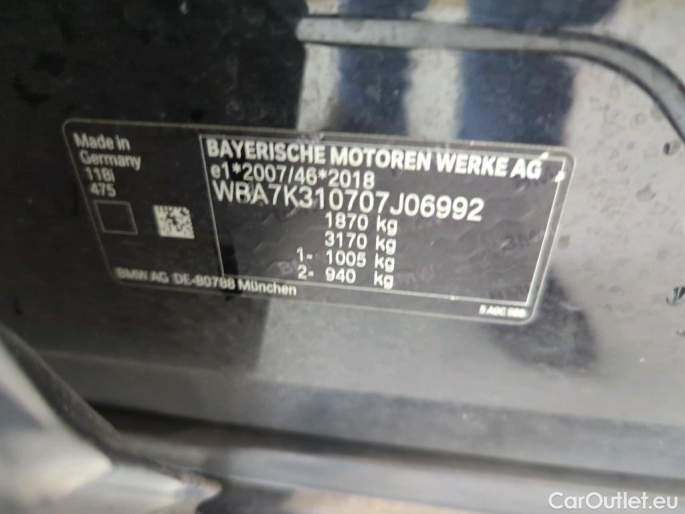 Made in
Germany
118i
475
BAYERISCHE MOTOREN WERKE AG
e1*2007/46*2018
WBA7K310707J06992
1870 kg
3170 kg
1- 1005 kg
2- 940 kg
BMW AG DE-80788 München
CarOutlet.eu